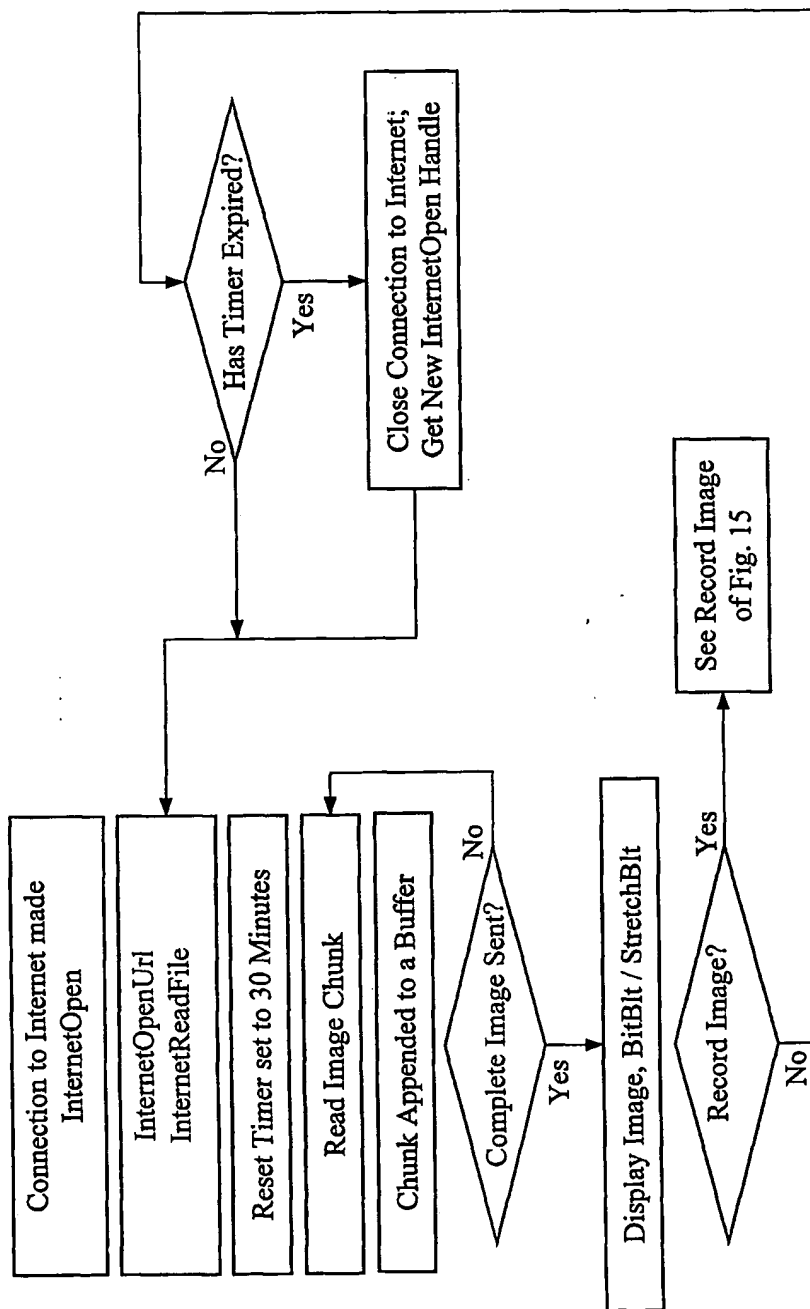 Connection to Internet made
InternetOpen
InternetOpenUrl
InternetReadFile
Reset Timer set to 30 Minutes
Read Image Chunk
Chunk Appended to a Buffer
Complete Image Sent?
No
Yes
Display Image, BitBlt / StretchBlt
Record Image?
Yes
No
See Record Image
of Fig. 15
Has Timer Expired?
No
Yes
Close Connection to Internet;
Get New InternetOpen Handle